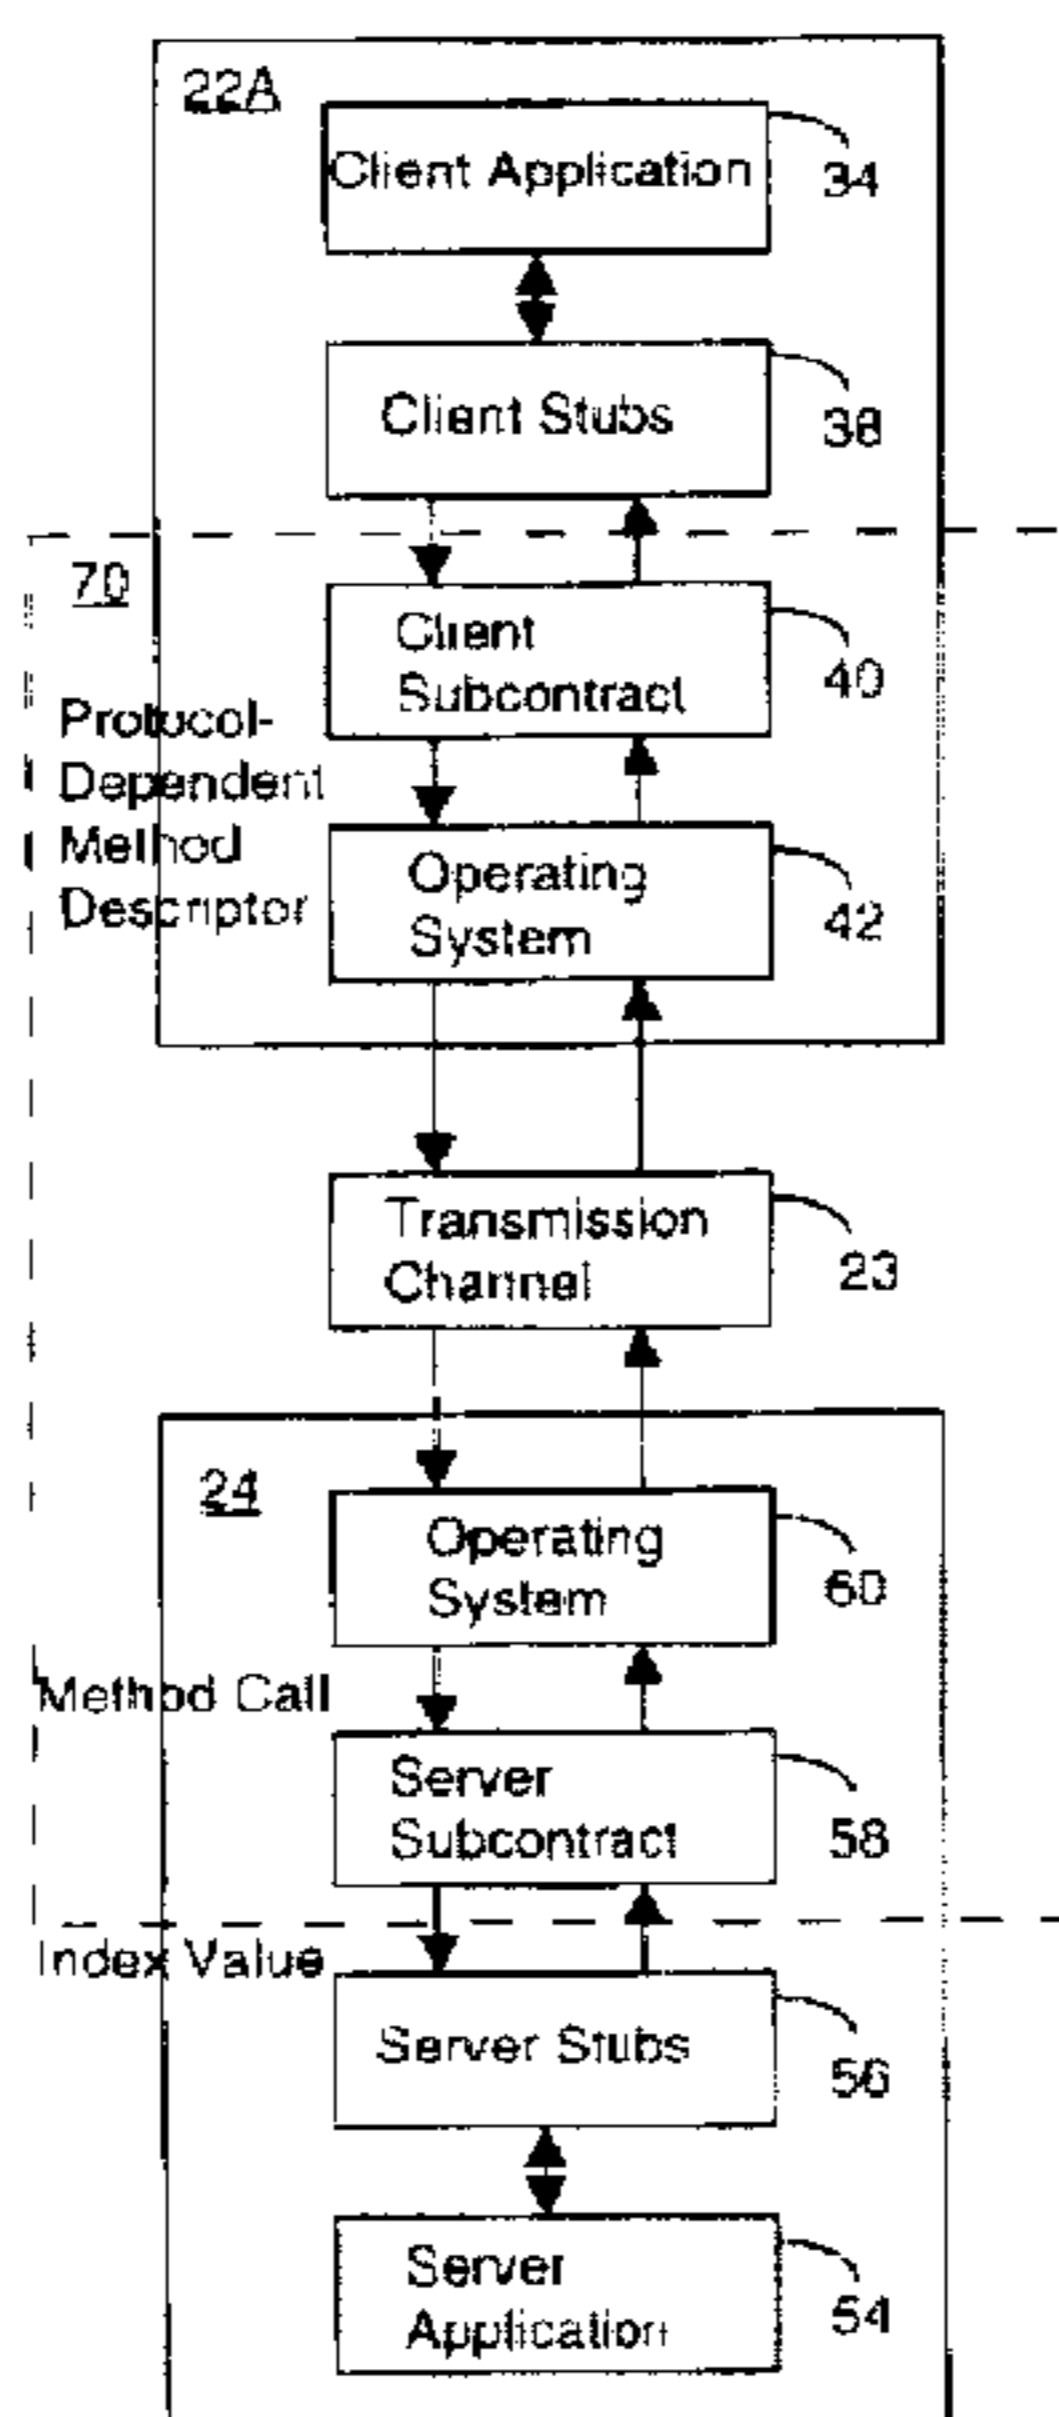 22A
Client Application
34
Client Stubs
38
70
Client
Subcontract
40
Protocol-
Dependent
Method
Descriptor
Operating
System
42
Transmission
Channel
23
24
Operating
System
60
Method Call
Server
Subcontract
58
Index Value
Server Stubs
56
Server
Application
54